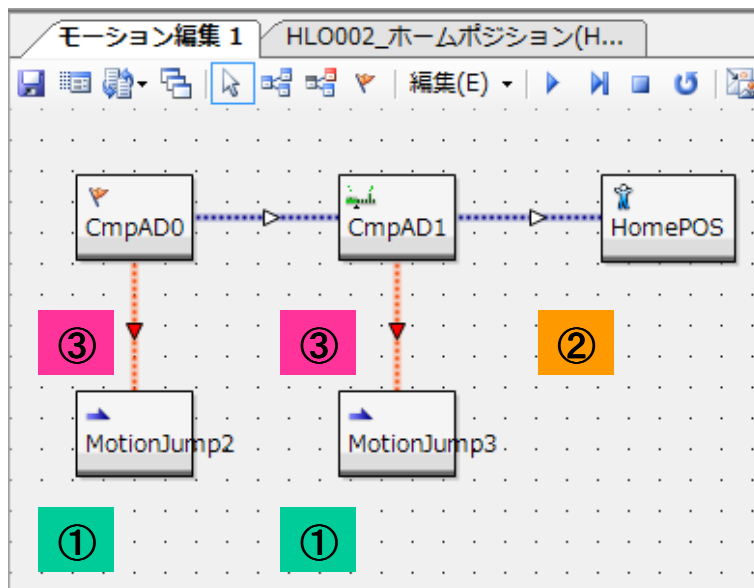 モーション編集 1
HLO002_ホームポジション(H...
編集(E)
CmpAD0
CmpAD1
HomePOS
③
③
②
MotionJump2
MotionJump3
①
①